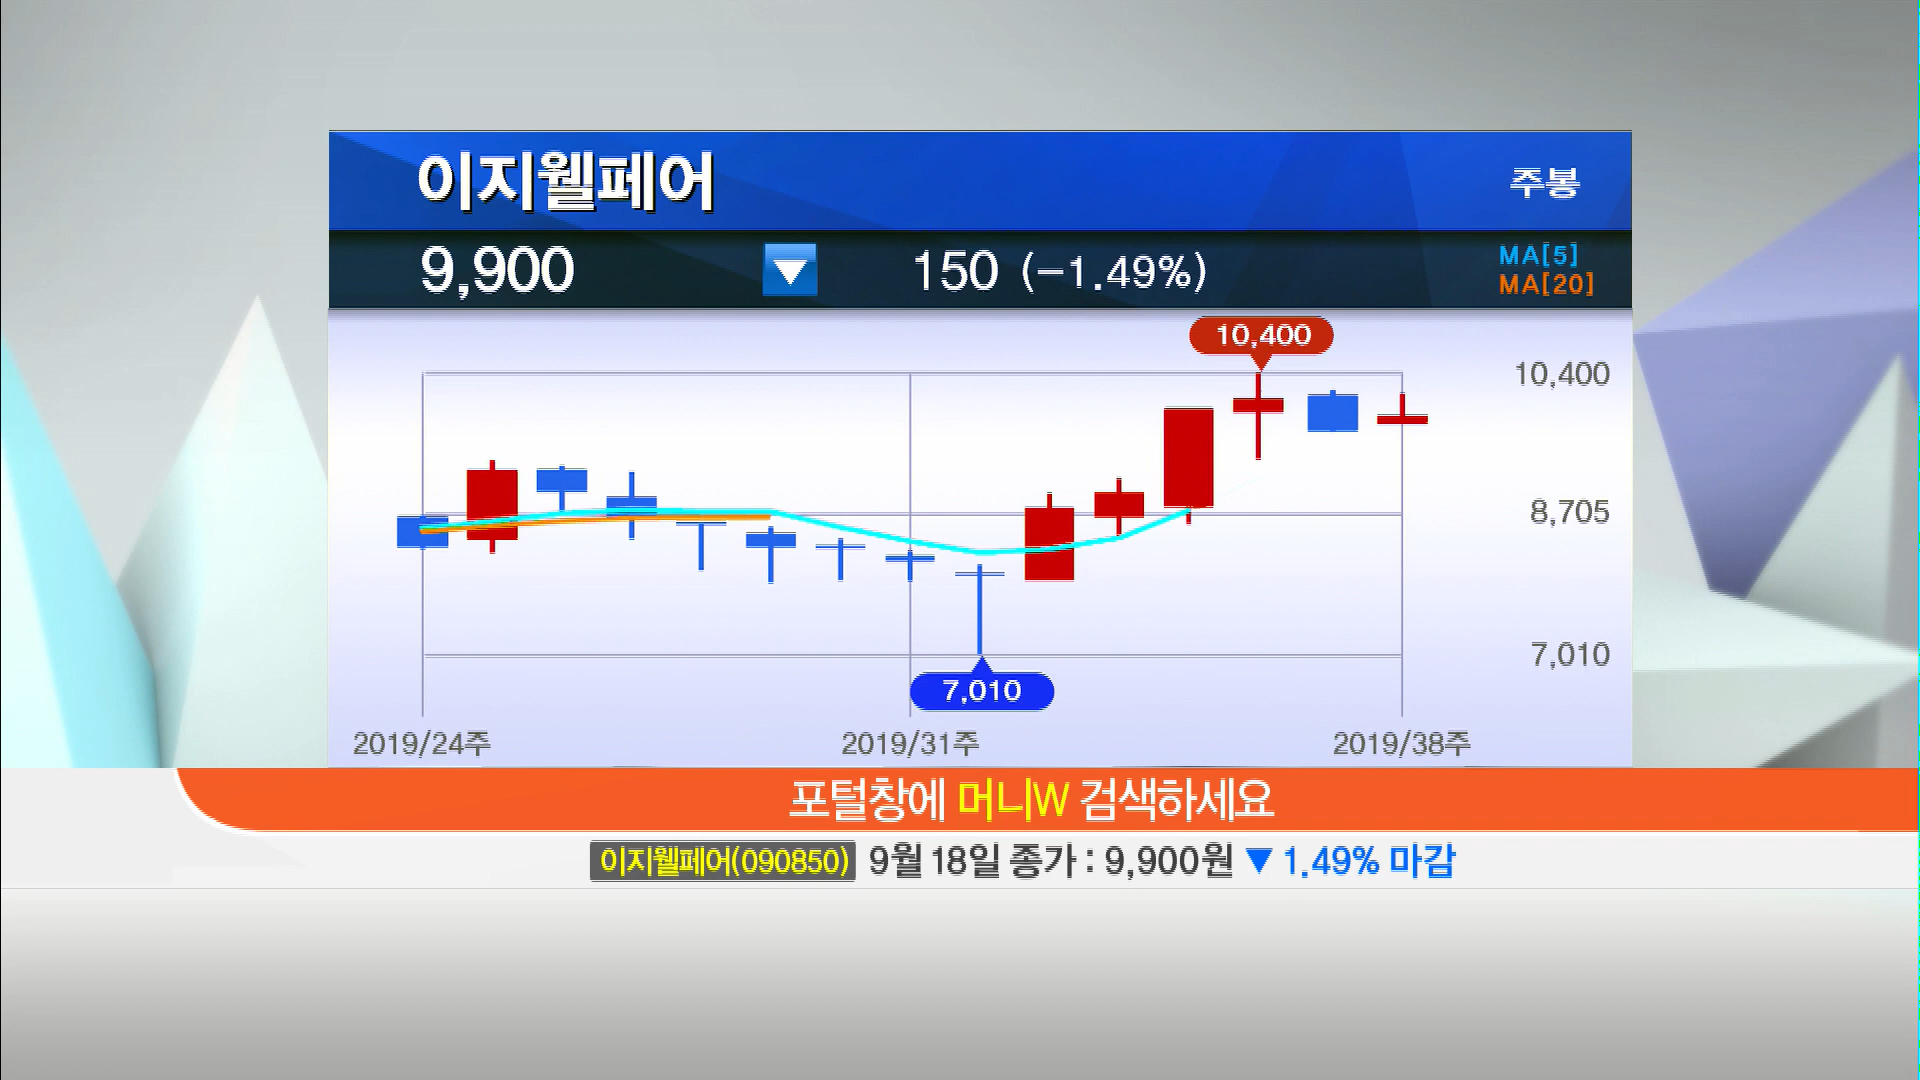 이지웰페어
주봉
9,900 ▼ 150 (-1.49%)
MA[5]
MA[20]
10,400
10,400
8,705
7,010
7,010
2019/24주 2019/31주 2019/38주
포털창에 머니W 검색하세요
이지웰페어(090850) 9월 18일 종가 : 9,900원 ▼ 1.49% 마감